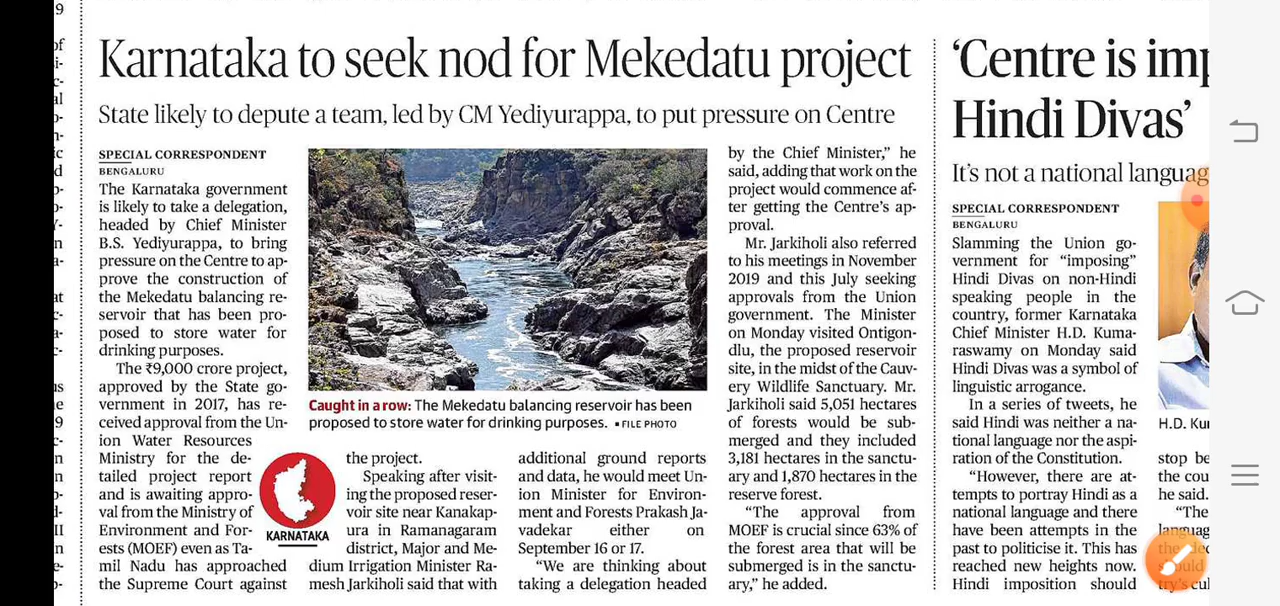 9
Karnataka to seek nod for Mekedatu project
State likely to depute a team, led by CM Yediyurappa, to put pressure on Centre
SPECIAL CORRESPONDENT
BENGALURU
The Karnataka government
is likely to take a delegation,
headed by Chief Minister
B.S. Yediyurappa, to bring
pressure on the Centre to ap-
prove the construction of
the Mekedatu balancing re-
servoir that has been pro-
posed to store water for
drinking purposes.
The ₹9,000 crore project,
approved by the State go-
vernment in 2017, has re-
ceived approval from the Un-
ion Water Resources
Ministry for the de-
tailed project report
and is awaiting appro-
val from the Ministry of
Environment and For-
ests (MOEF) even as Ta-
mil Nadu has approached
the Supreme Court against
Caught in a row: The Mekedatu balancing reservoir has been
proposed to store water for drinking purposes. ▪ FILE PHOTO
KARNATAKA
the project.
Speaking after visit-
ing the proposed reser-
voir site near Kanakap-
ura in Ramanagaram
district, Major and Me-
dium Irrigation Minister Ra-
mesh Jarkiholi said that with
additional ground reports
and data, he would meet Un-
ion Minister for Environ-
ment and Forests Prakash Ja-
vadekar either on
September 16 or 17.
“We are thinking about
taking a delegation headed
by the Chief Minister,” he
said, adding that work on the
project would commence af-
ter getting the Centre’s ap-
proval.
Mr. Jarkiholi also referred
to his meetings in November
2019 and this July seeking
approvals from the Union
government. The Minister
on Monday visited Ontigon-
dlu, the proposed reservoir
site, in the midst of the Cauv-
ery Wildlife Sanctuary. Mr.
Jarkiholi said 5,051 hectares
of forests would be sub-
merged and they included
3,181 hectares in the sanctu-
ary and 1,870 hectares in the
reserve forest.
“The approval from
MOEF is crucial since 63% of
the forest area that will be
submerged is in the sanctu-
ary,” he added.
‘Centre is imp
Hindi Divas’
It’s not a national languag
SPECIAL CORRESPONDENT
BENGALURU
Slamming the Union go-
vernment for “imposing”
Hindi Divas on non-Hindi
speaking people in the
country, former Karnataka
Chief Minister H.D. Kuma-
raswamy on Monday said
Hindi Divas was a symbol of
linguistic arrogance.
In a series of tweets, he
said Hindi was neither a na-
tional language nor the aspi-
ration of the Constitution.
“However, there are at-
tempts to portray Hindi as a
national language and there
have been attempts in the
past to politicise it. This has
reached new heights now.
Hindi imposition should
H.D. Kur
stop be
the cou
he said.
“The
languag
try’s cul